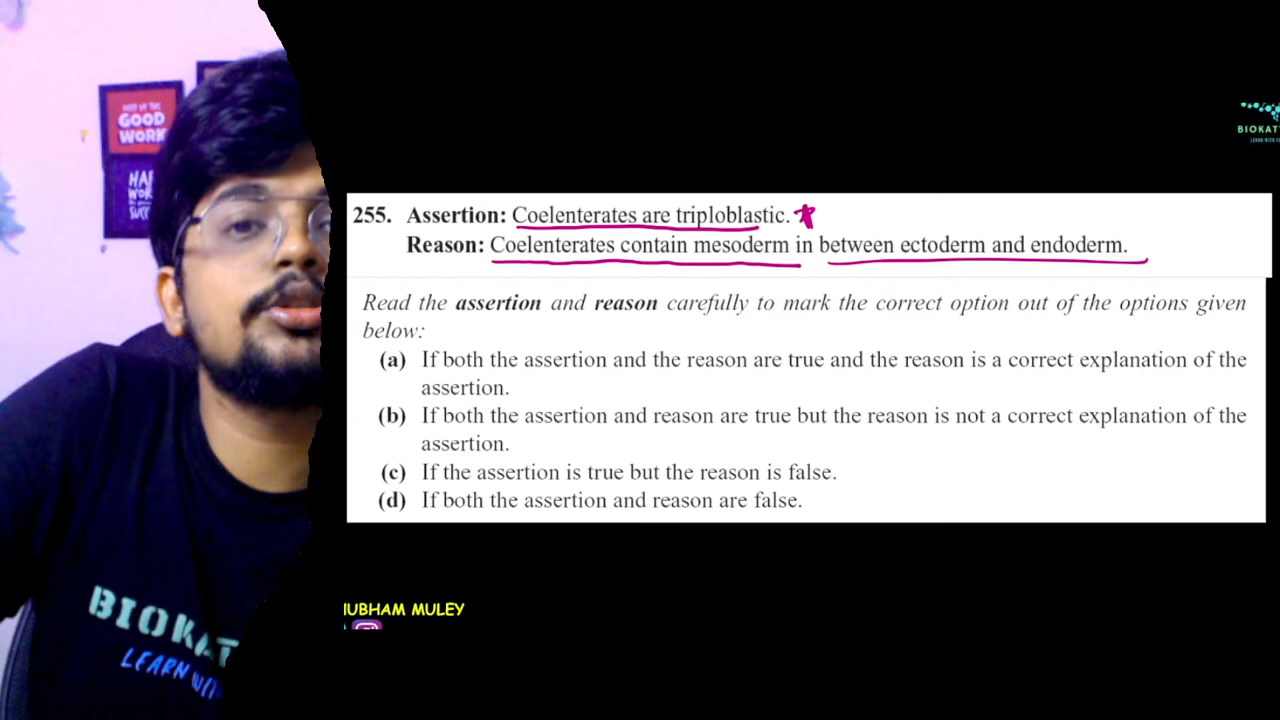 GOOD
WORK
BIOKAT
255. Assertion: Coelenterates are triploblastic.
Reason: Coelenterates contain mesoderm in between ectoderm and endoderm.
Read the assertion and reason carefully to mark the correct option out of the options given
below:
(a) If both the assertion and the reason are true and the reason is a correct explanation of the
assertion.
(b) If both the assertion and reason are true but the reason is not a correct explanation of the
assertion.
(c) If the assertion is true but the reason is false.
(d) If both the assertion and reason are false.
UBHAM MULEY
BIOKAT
LEARN WIT